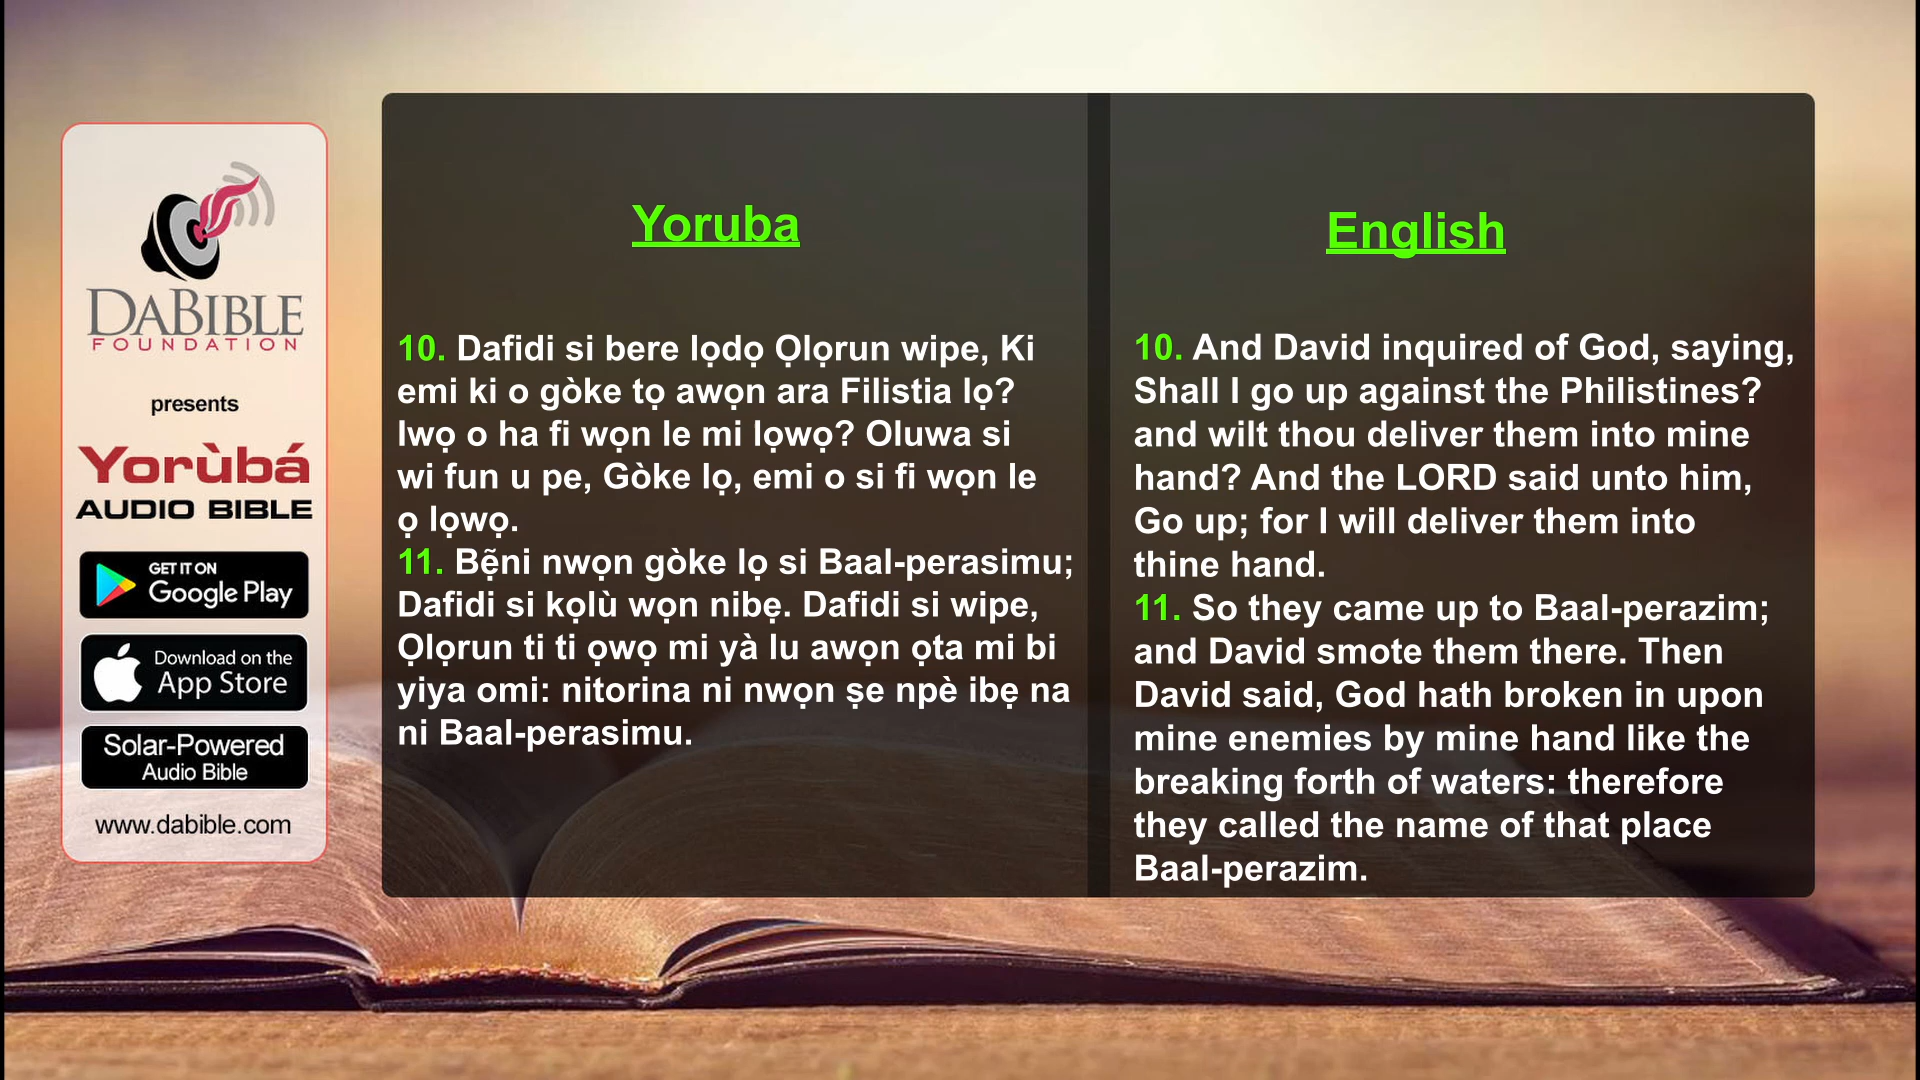 DABIBLE
FOUNDATION
presents
Yorùbá
AUDIO BIBLE
GET IT ON
Google Play
Download on the
App Store
Solar-Powered
Audio Bible
www.dabible.com
Yoruba
10. Dafidi si bere lọdọ Ọlọrun wipe, Ki
emi ki o gòke tọ awọn ara Filistia lọ?
Iwọ o ha fi wọn le mi lọwọ? Oluwa si
wi fun u pe, Gòke lọ, emi o si fi wọn le
ọ lọwọ.
11. Bẹ̃ni nwọn gòke lọ si Baal-perasimu;
Dafidi si kọlù wọn nibẹ. Dafidi si wipe,
Ọlọrun ti ti ọwọ mi yà lu awọn ọta mi bi
yiya omi: nitorina ni nwọn ṣe npè ibẹ na
ni Baal-perasimu.
English
10. And David inquired of God, saying,
Shall I go up against the Philistines?
and wilt thou deliver them into mine
hand? And the LORD said unto him,
Go up; for I will deliver them into
thine hand.
11. So they came up to Baal-perazim;
and David smote them there. Then
David said, God hath broken in upon
mine enemies by mine hand like the
breaking forth of waters: therefore
they called the name of that place
Baal-perazim.